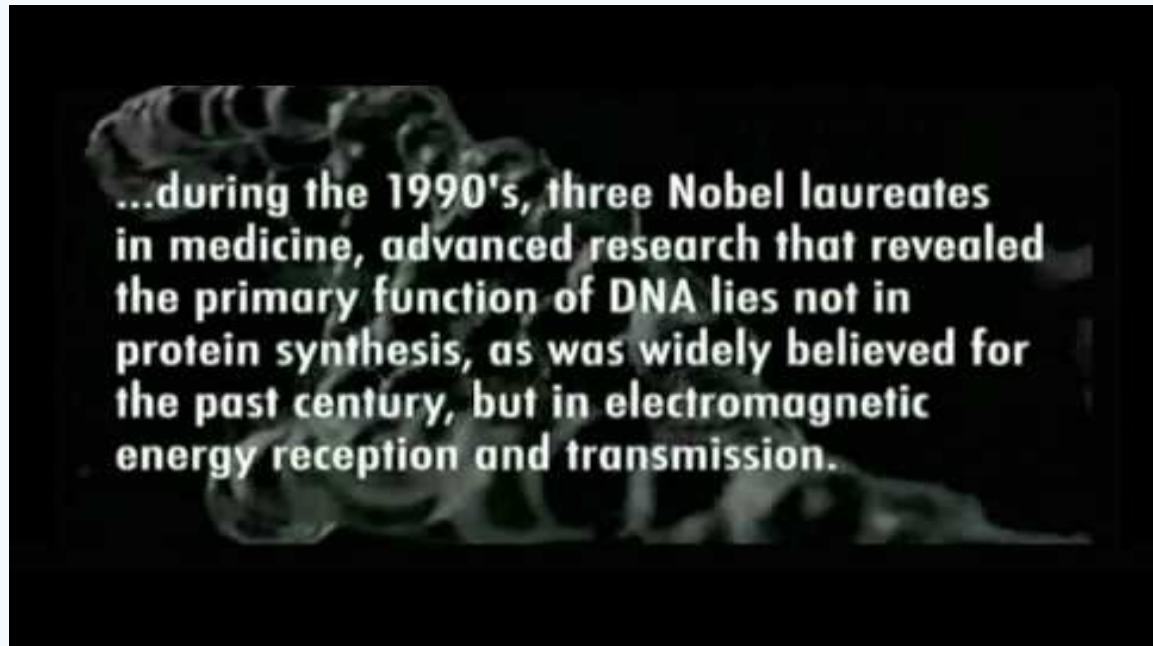 ...during the 1990's, three Nobel laureates
in medicine, advanced research that revealed
the primary function of DNA lies not in
protein synthesis, as was widely believed for
the past century, but in electromagnetic
energy reception and transmission.